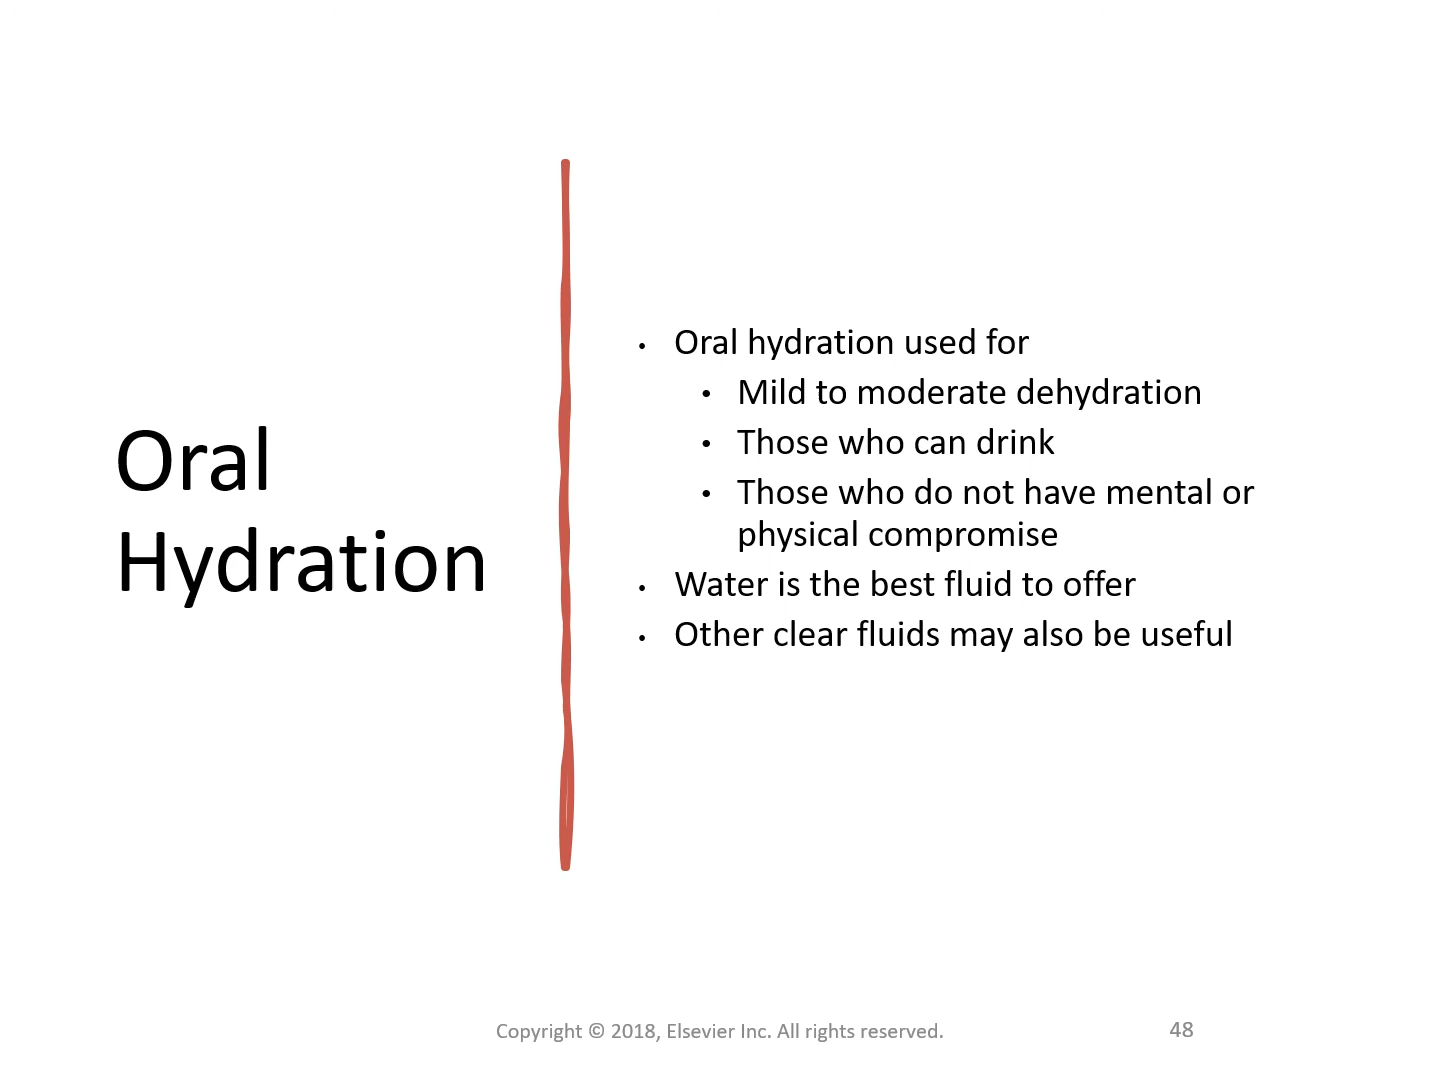 Oral
Hydration
• Oral hydration used for
• Mild to moderate dehydration
• Those who can drink
• Those who do not have mental or
physical compromise
• Water is the best fluid to offer
• Other clear fluids may also be useful
Copyright © 2018, Elsevier Inc. All rights reserved.
48